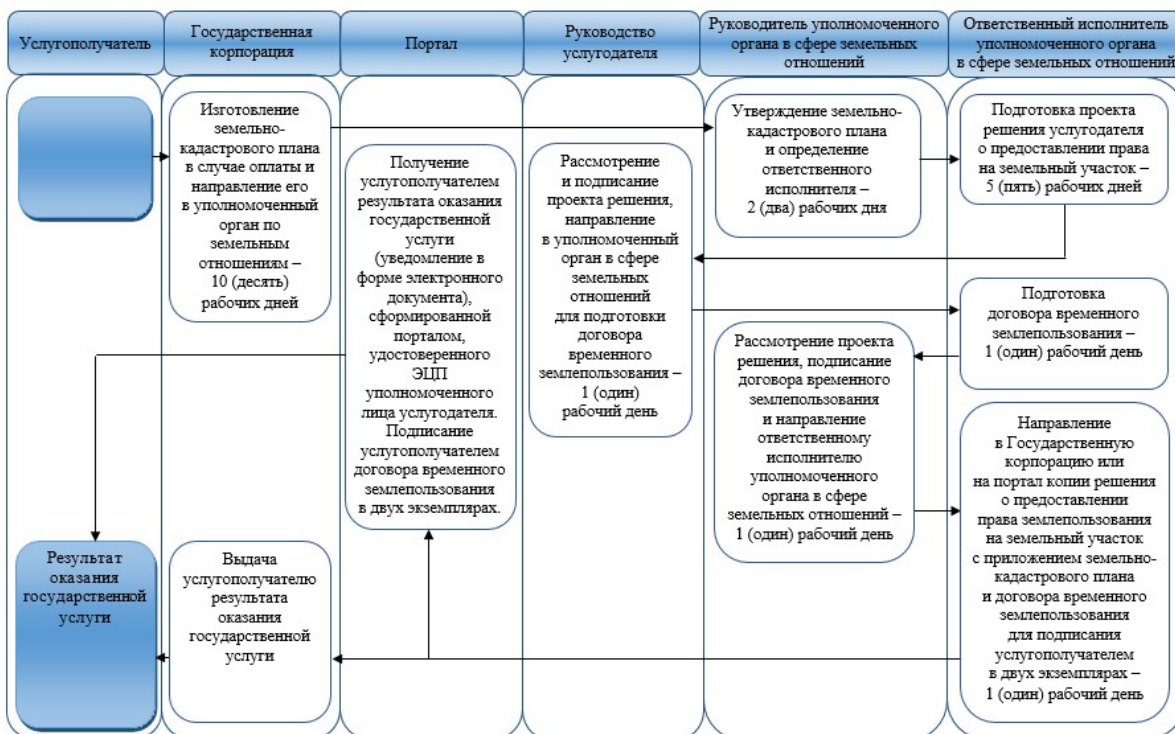 Услугополучатель
Государственная
корпорация
Портал
Руководство
услугодателя
Руководитель уполномоченного
органа в сфере земельных
отношений
Ответственный исполнитель
уполномоченного органа
в сфере земельных отношений
Изготовление
земельно-
кадастрового плана
в случае оплаты и
направление его
в уполномоченный
орган по
земельным
отношениям –
10 (десять)
рабочих дней
Получение
услугополучателем
результата оказания
государственной
услуги
(уведомление в
форме электронного
документа),
сформированной
порталом,
удостоверенного
ЭЦП
уполномоченного
лица услугодателя.
Подписание
услугополучателем
договора временного
землепользования
в двух экземплярах.
Рассмотрение
и подписание
проекта решения,
направление
в уполномоченный
орган в сфере
земельных
отношений
для подготовки
договора
временного
землепользования –
1 (один)
рабочий день
Утверждение земельно-
кадастрового плана
и определение
ответственного
исполнителя –
2 (два) рабочих дня
Подготовка проекта
решения услугодателя
о предоставлении права
на земельный участок –
5 (пять) рабочих дней
Подготовка
договора временного
землепользования –
1 (один) рабочий день
Рассмотрение проекта
решения, подписание
договора временного
землепользования
и направление
ответственному
исполнителю
уполномоченного
органа в сфере
земельных отношений –
1 (один) рабочий день
Направление
в Государственную
корпорацию или
на портал копии решения
о предоставлении
права землепользования
на земельный участок
с приложением земельно-
кадастрового плана
и договора временного
землепользования
для подписания
услугополучателем
в двух экземплярах –
1 (один) рабочий день
Результат
оказания
государственной
услуги
Выдача
услугополучателю
результата
оказания
государственной
услуги